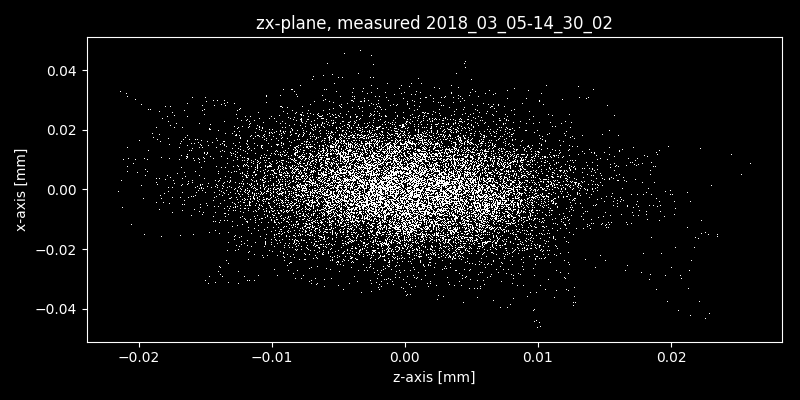 zx-plane, measured 2018_03_05-14_30_02
0.04
0.02
0.00
−0.02
−0.04
x-axis [mm]
−0.02 −0.01 0.00 0.01 0.02
z-axis [mm]